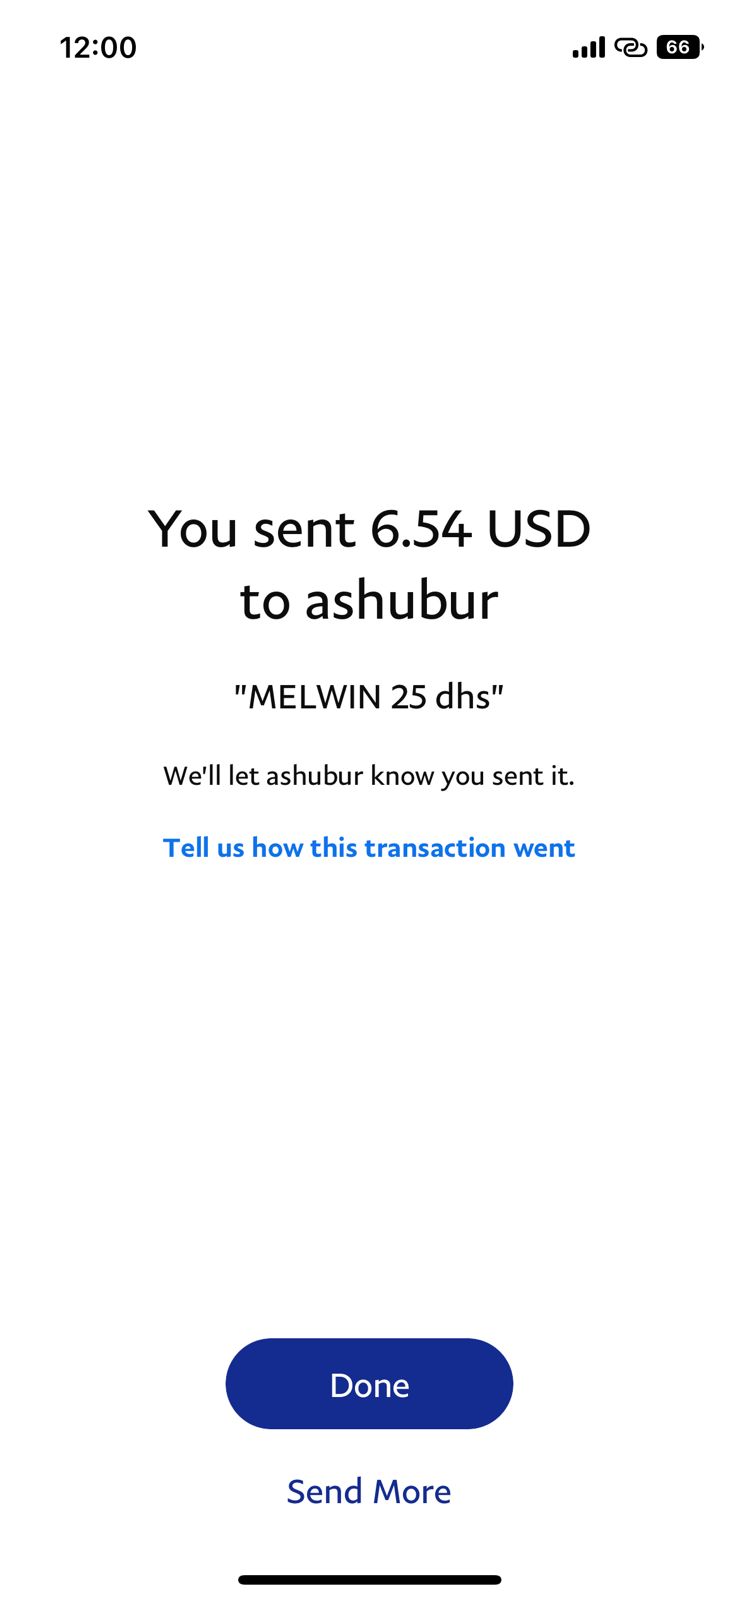 12:00
66
You sent 6.54 USD
to ashubur
"MELWIN 25 dhs"
We'll let ashubur know you sent it.
Tell us how this transaction went
Done
Send More